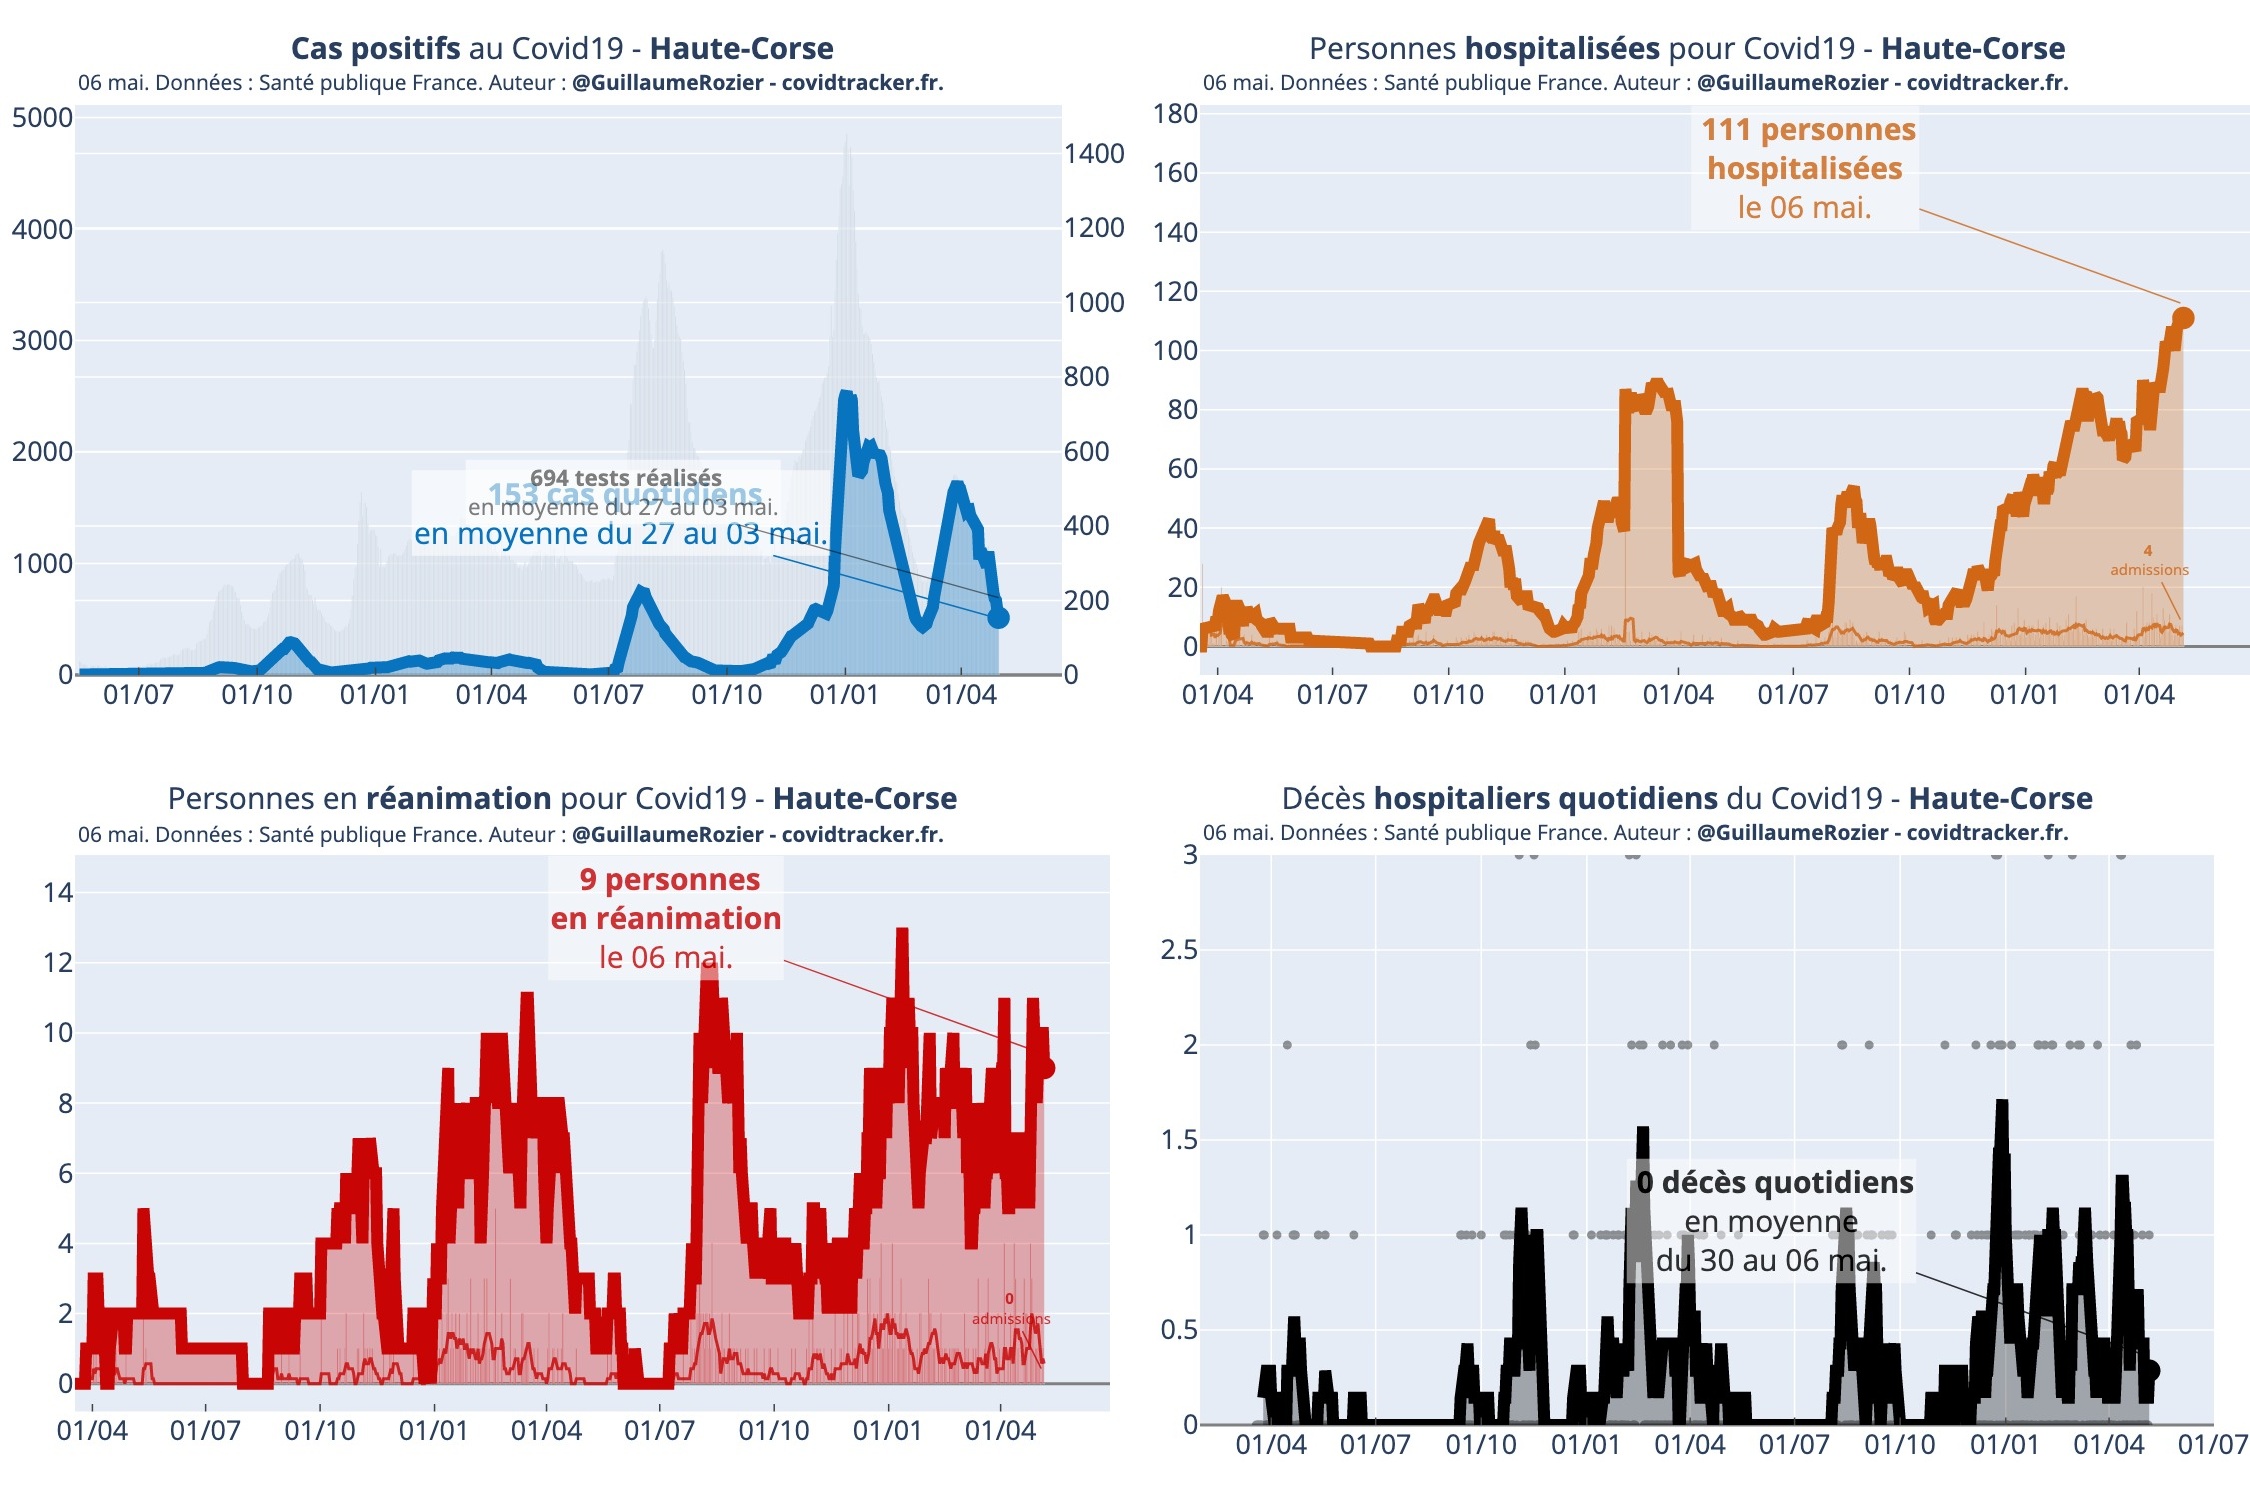 Cas positifs au Covid19 - Haute-Corse
06 mai. Données : Santé publique France. Auteur : @GuillaumeRozier - covidtracker.fr.
5000
4000
3000
2000
1000
0
1400
1200
1000
800
600
400
200
0
694 tests réalisés
en moyenne du 27 au 03 mai.
153 cas quotidiens
en moyenne du 27 au 03 mai.
01/07 01/10 01/01 01/04 01/07 01/10 01/01 01/04
Personnes hospitalisées pour Covid19 - Haute-Corse
06 mai. Données : Santé publique France. Auteur : @GuillaumeRozier - covidtracker.fr.
180
160
140
120
100
80
60
40
20
0
111 personnes
hospitalisées
le 06 mai.
4
admissions
01/04 01/07 01/10 01/01 01/04 01/07 01/10 01/01 01/04
Personnes en réanimation pour Covid19 - Haute-Corse
06 mai. Données : Santé publique France. Auteur : @GuillaumeRozier - covidtracker.fr.
14
12
10
8
6
4
2
0
9 personnes
en réanimation
le 06 mai.
0
admissions
01/04 01/07 01/10 01/01 01/04 01/07 01/10 01/01 01/04
Décès hospitaliers quotidiens du Covid19 - Haute-Corse
06 mai. Données : Santé publique France. Auteur : @GuillaumeRozier - covidtracker.fr.
3
2.5
2
1.5
1
0.5
0
0 décès quotidiens
en moyenne
du 30 au 06 mai.
01/04 01/07 01/10 01/01 01/04 01/07 01/10 01/01 01/04 01/07